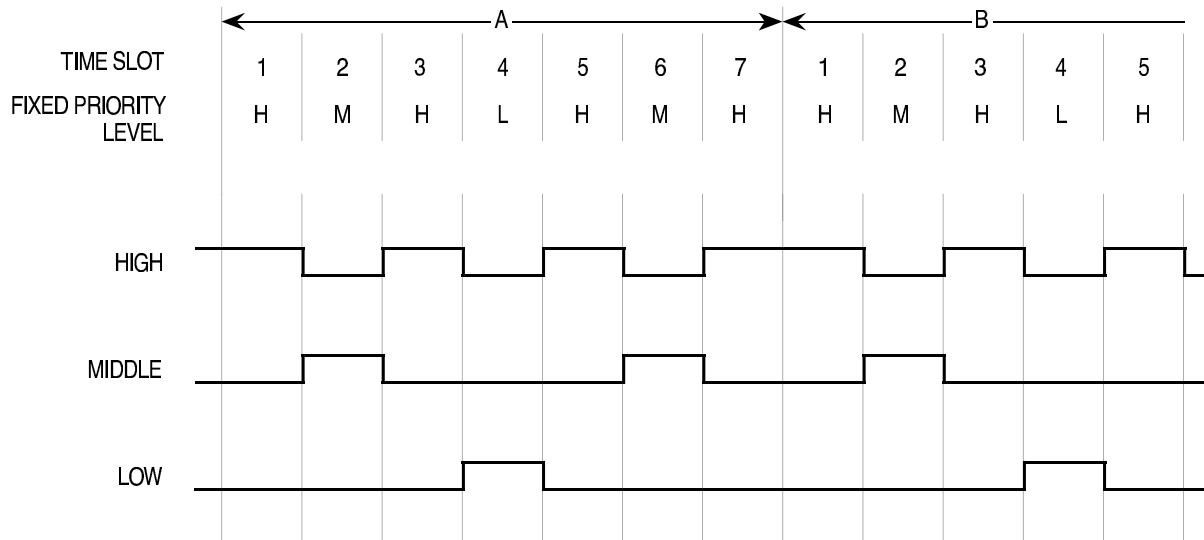 A B
TIME SLOT 1 2 3 4 5 6 7 1 2 3 4 5
FIXED PRIORITY
LEVEL H M H L H M H H M H L H
HIGH
MIDDLE
LOW